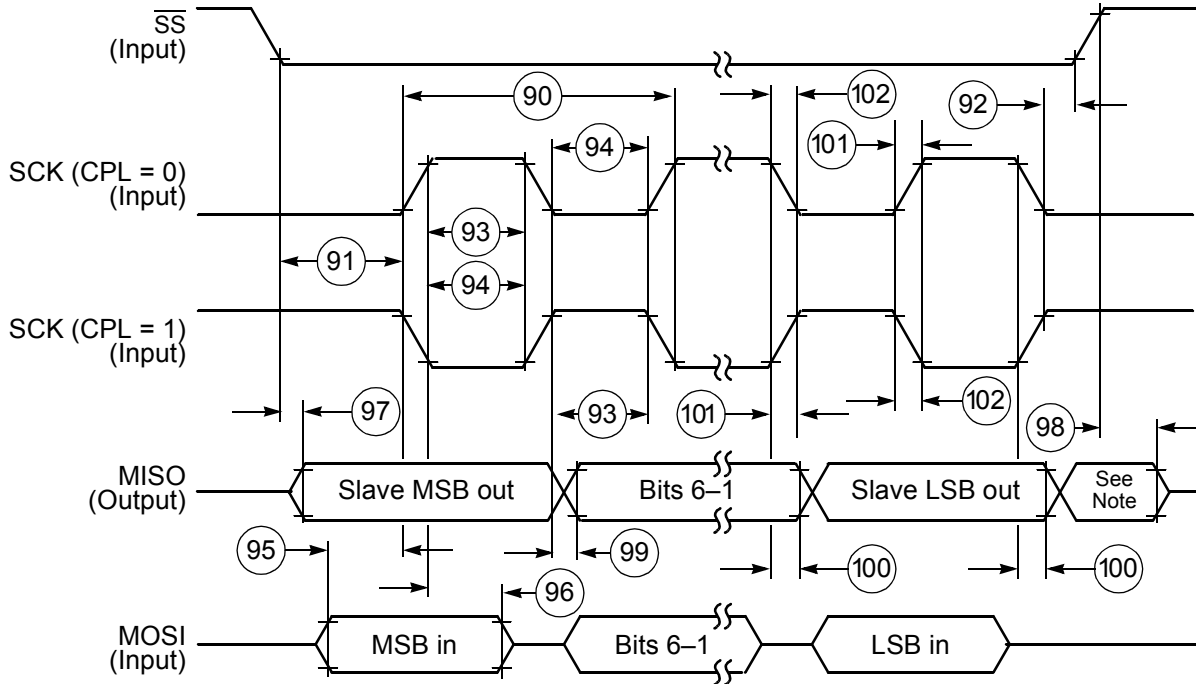 SS
(Input)
90
102
92
101
94
SCK (CPL = 0)
(Input)
93
91
94
SCK (CPL = 1)
(Input)
97
93
101
102
98
MISO
(Output)
Slave MSB out
Bits 6–1
Slave LSB out
See
Note
95
99
100
100
96
MOSI
(Input)
MSB in
Bits 6–1
LSB in